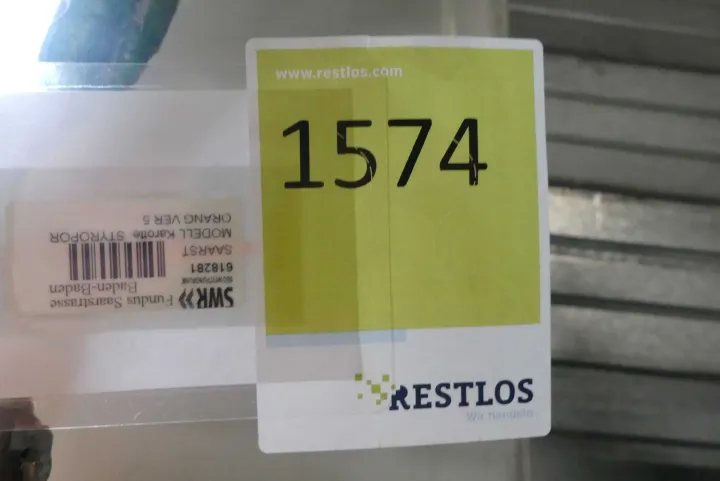 www.restlos.com
1574
RESTLOS
Wir handeln
SWR»
Fundus Saarstrasse
Baden-Baden
618281
SAARST
MODELL Karotte STYROPOR
ORANG VER 5